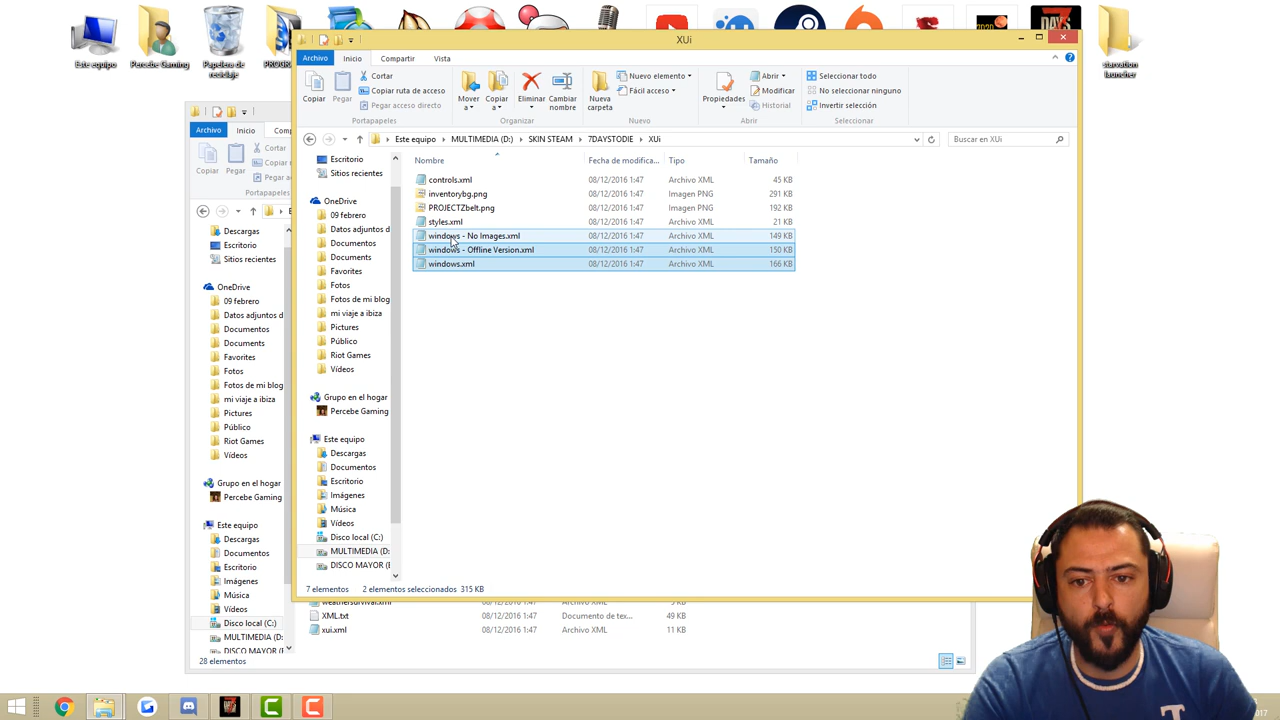 Este equipo
Percebe Gaming
Papelera de reciclaje
DAYS
starvation launcher
XUi
Archivo
Inicio
Compartir
Vista
Copiar
Pegar
Cortar
Copiar ruta de acceso
Pegar acceso directo
Portapapeles
Mover a
Copiar a
Eliminar
Cambiar nombre
Organizar
Nueva carpeta
Nuevo elemento
Fácil acceso
Nuevo
Propiedades
Abrir
Modificar
Historial
Abrir
Seleccionar todo
No seleccionar ninguno
Invertir selección
Seleccionar
Este equipo MULTIMEDIA (D:) SKIN STEAM 7DAYSTODIE XUi
Buscar en XUi
Nombre Fecha de modifica... Tipo Tamaño
controls.xml 08/12/2016 1:47 Archivo XML 45 KB
inventorybg.png 08/12/2016 1:47 Imagen PNG 291 KB
PROJECTZbelt.png 08/12/2016 1:47 Imagen PNG 192 KB
styles.xml 08/12/2016 1:47 Archivo XML 21 KB
windows - No Images.xml 08/12/2016 1:47 Archivo XML 149 KB
windows - Offline Version.xml 08/12/2016 1:47 Archivo XML 150 KB
windows.xml 08/12/2016 1:47 Archivo XML 166 KB
Escritorio
Sitios recientes
OneDrive
09 febrero
Datos adjuntos d
Documentos
Documents
Favorites
Fotos
Fotos de mi blog
mi viaje a ibiza
Pictures
Público
Riot Games
Vídeos
Grupo en el hogar
Percebe Gaming
Este equipo
Descargas
Documentos
Escritorio
Imágenes
Música
Vídeos
Disco local (C:)
MULTIMEDIA (D:
DISCO MAYOR (E
7 elementos 2 elementos seleccionados 315 KB
Archivo
Inicio
Com
Copiar
Pegar
Cortar
Copiar
Pegar
Portapapeles
Descargas
Escritorio
Sitios recientes
OneDrive
09 febrero
Datos adjuntos d
Documentos
Documents
Favorites
Fotos
Fotos de mi blog
mi viaje a ibiza
Pictures
Público
Riot Games
Vídeos
Grupo en el hogar
Percebe Gaming
Este equipo
Descargas
Documentos
Escritorio
Imágenes
Música
Vídeos
Disco local (C:)
MULTIMEDIA (D:
DISCO MAYOR (E
08/12/2016 1:47 Archivo XML
XML.txt 08/12/2016 1:47 Documento de tex... 49 KB
xui.xml 08/12/2016 1:47 Archivo XML 11 KB
28 elementos